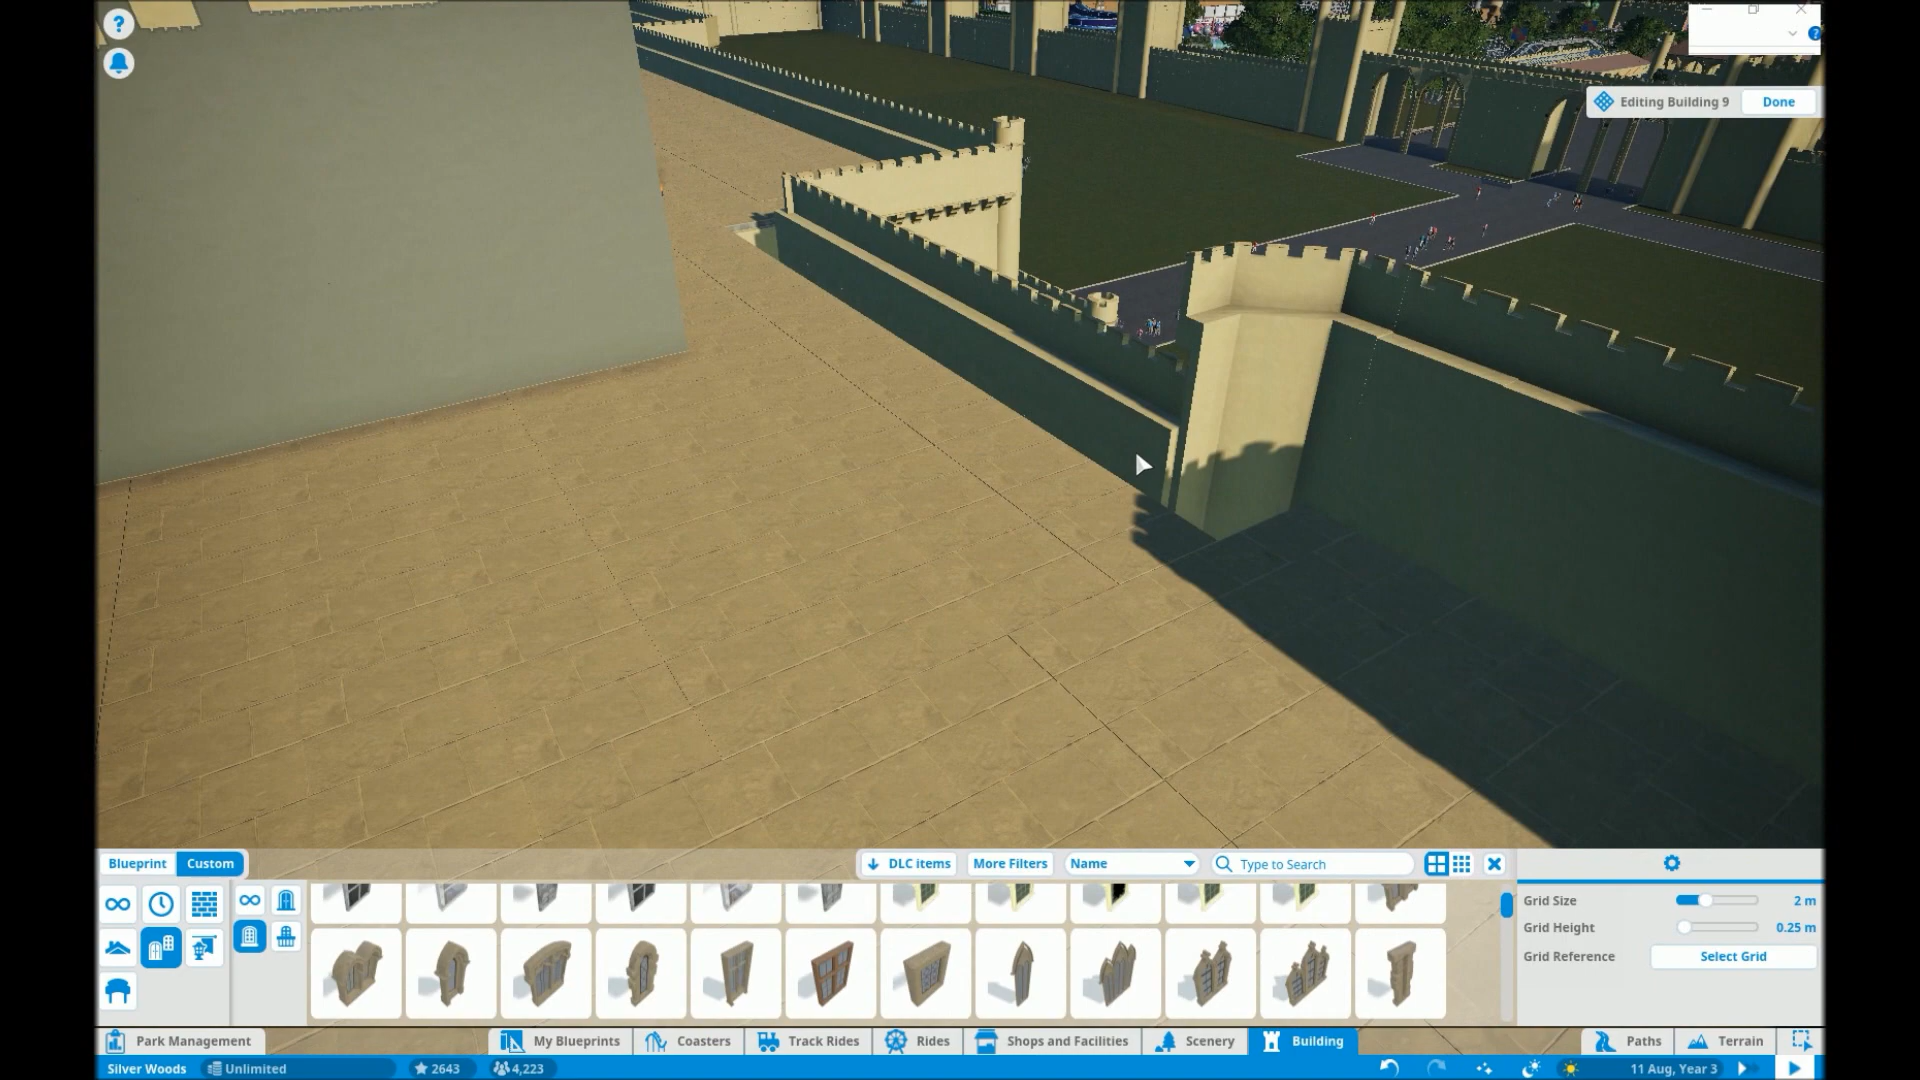 ?
?
Editing Building 9 Done
Blueprint Custom DLC items More Filters Name Type to Search
Grid Size 2 m
Grid Height 0.25 m
Grid Reference Select Grid
Park Management My Blueprints Coasters Track Rides Rides Shops and Facilities Scenery Building Paths Terrain
Silver Woods Unlimited 2643 4,223 11 Aug, Year 3